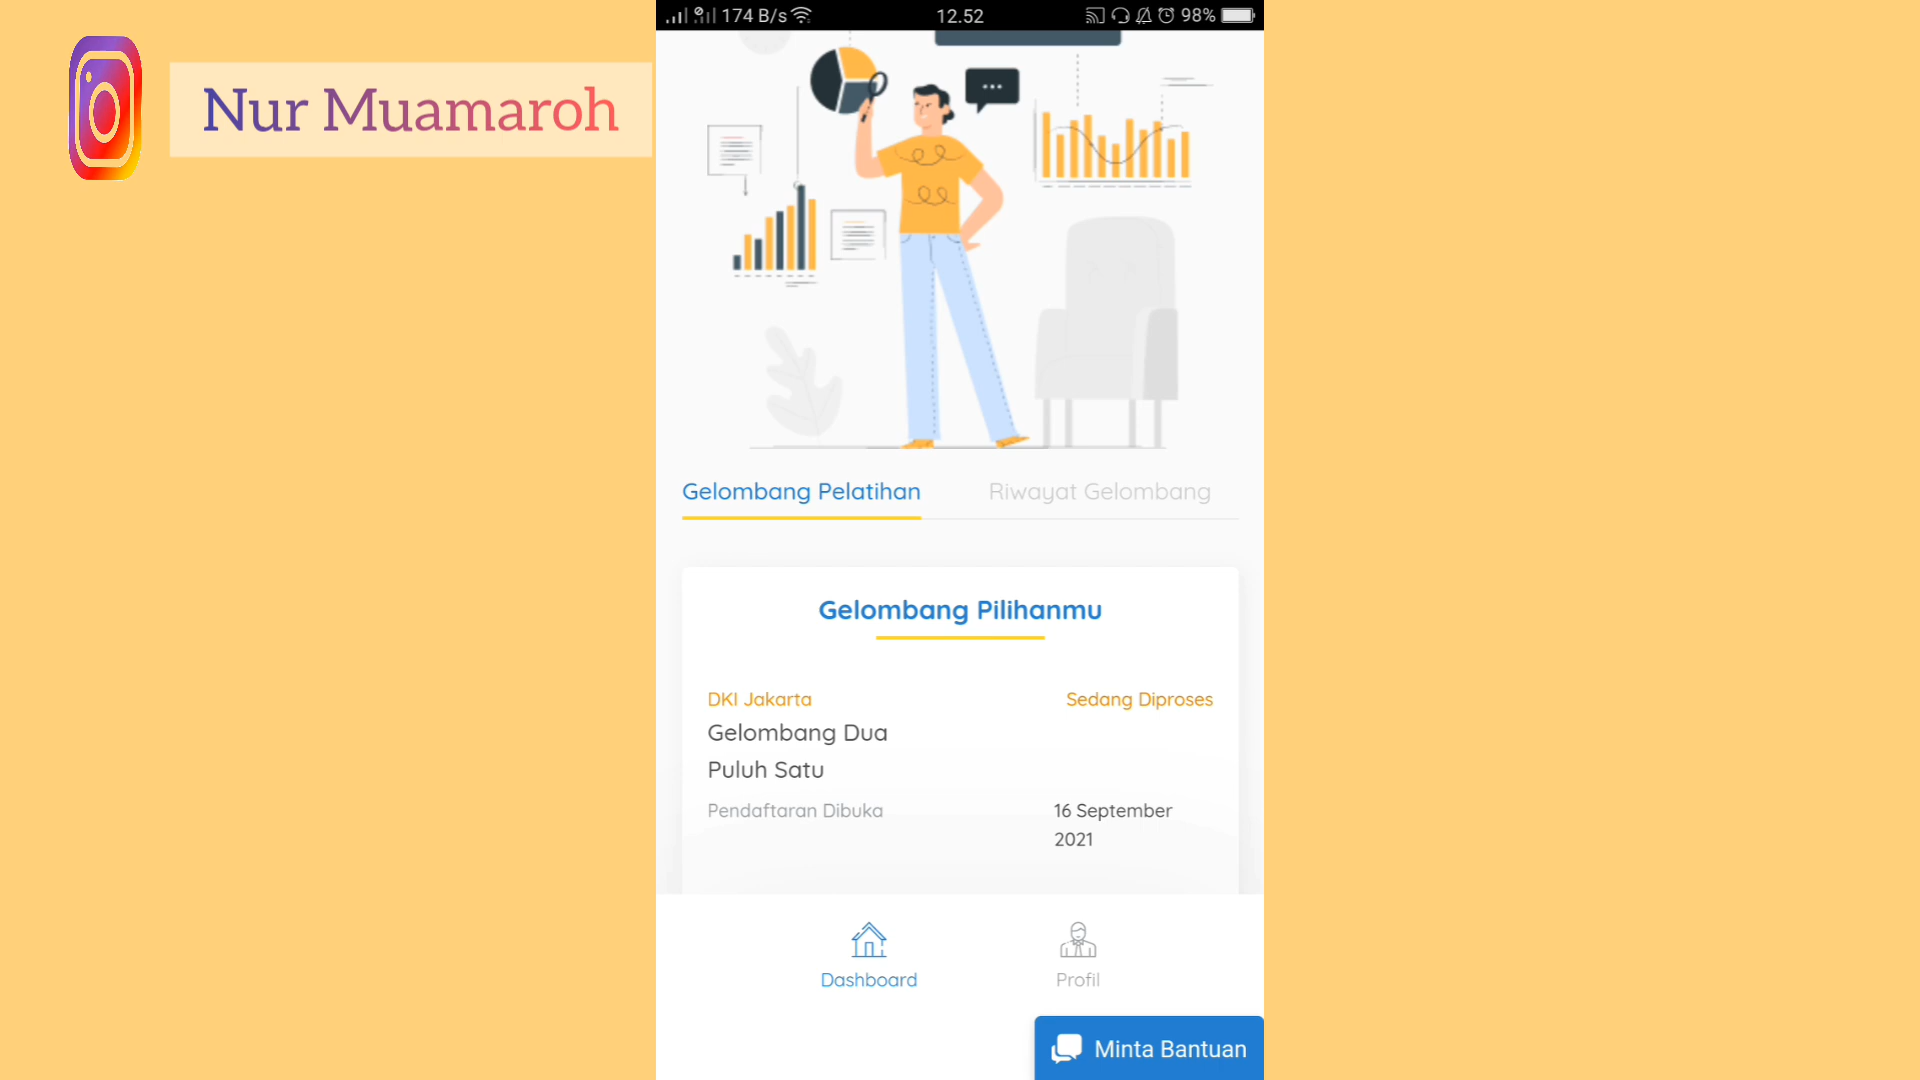 174 B/s
12.52
98%
Nur Muamaroh
Gelombang Pelatihan
Riwayat Gelombang
Gelombang Pilihanmu
DKI Jakarta
Sedang Diproses
Gelombang Dua
Puluh Satu
Pendaftaran Dibuka
16 September
2021
Dashboard
Profil
Minta Bantuan